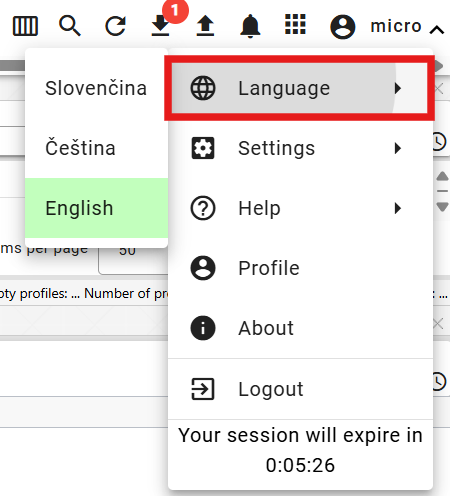 1
micro
Slovenčina
Čeština
English
Language
Settings
Help
Profile
About
Logout
Your session will expire in
0:05:26
ms per page
50
pty profiles: ... Number of pr
: ...